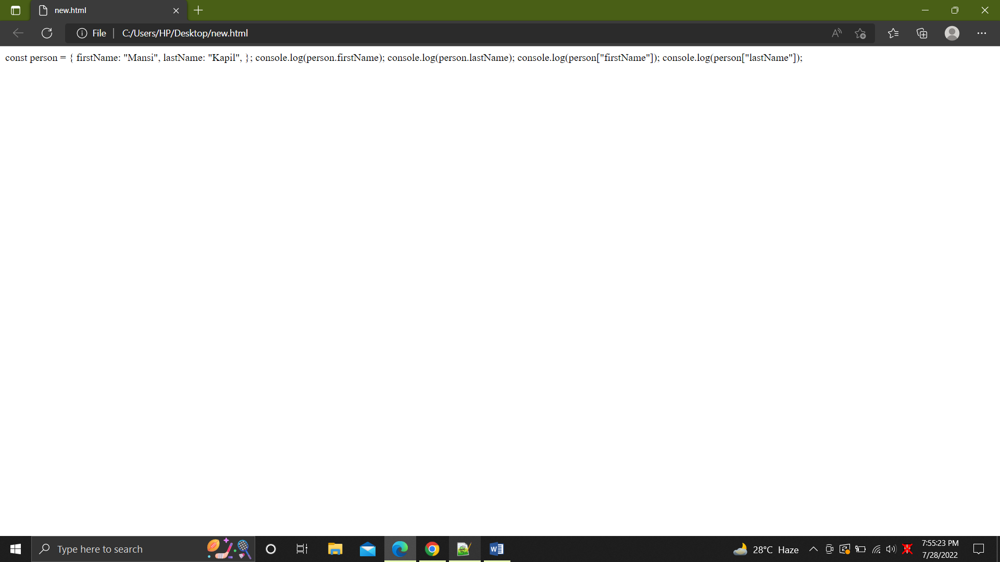 new.html
File
C:/Users/HP/Desktop/new.html
const person = { firstName: "Mansi", lastName: "Kapil", }; console.log(person.firstName); console.log(person.lastName); console.log(person["firstName"]); console.log(person["lastName"]);
Type here to search
28°C Haze
7:55:23 PM
7/28/2022